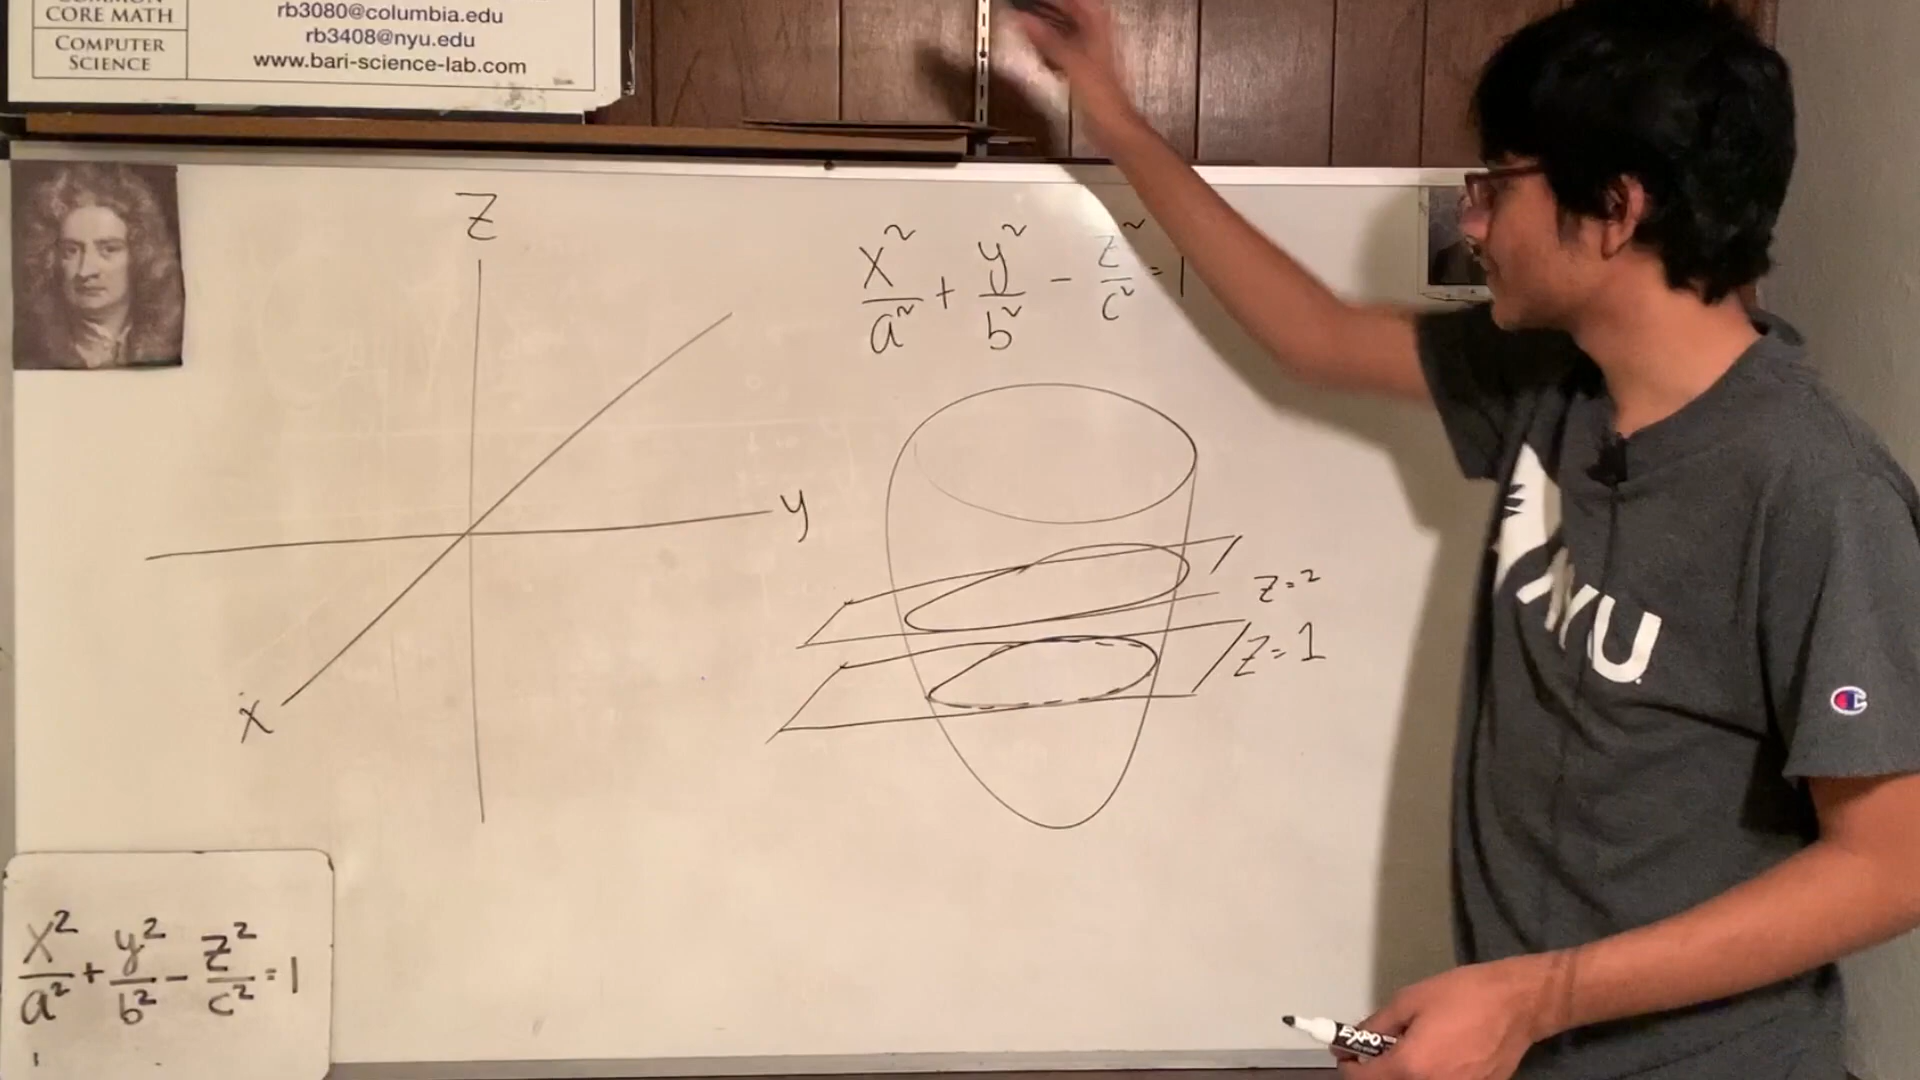 CORE MATH
COMPUTER
SCIENCE
rb3080@columbia.edu
rb3408@nyu.edu
www.bari-science-lab.com
Z
y
x
x²/a² + y²/b² - z²/c² = 1
z=2
z=1
x²/a² + y²/b² - z²/c² = 1
NYU
EXPO